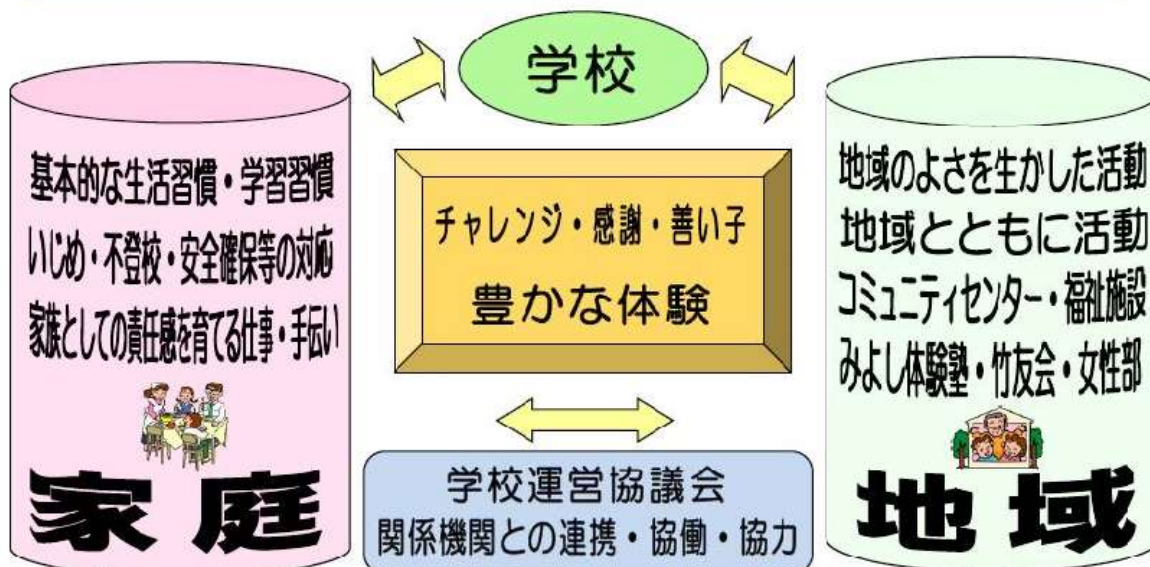 学校
基本的な生活習慣・学習習慣
いじめ・不登校・安全確保等の対応
家族としての責任感を育てる仕事・手伝い
家庭
チャレンジ・感謝・善い子
豊かな体験
学校運営協議会
関係機関との連携・協働・協力
地域のよさを生かした活動
地域とともに活動
コミュニティセンター・福祉施設
みよし体験塾・竹友会・女性部
地域